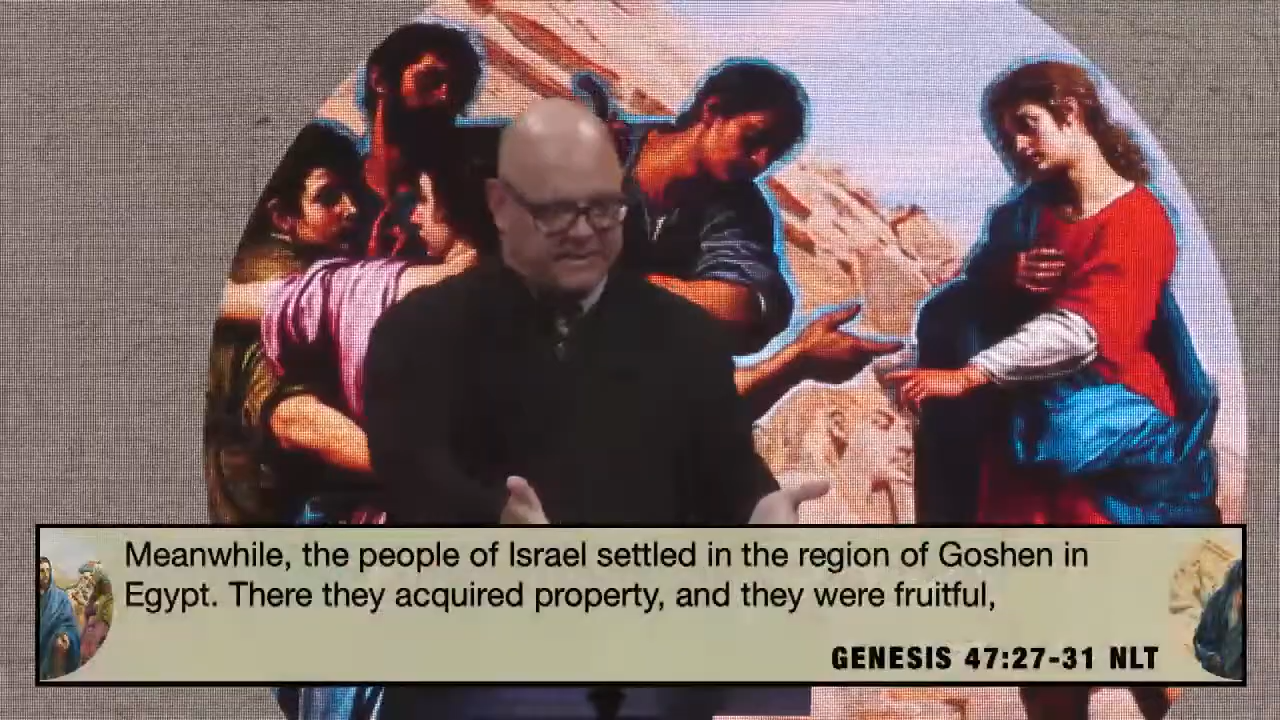 Meanwhile, the people of Israel settled in the region of Goshen in
Egypt. There they acquired property, and they were fruitful,
GENESIS 47:27-31 NLT